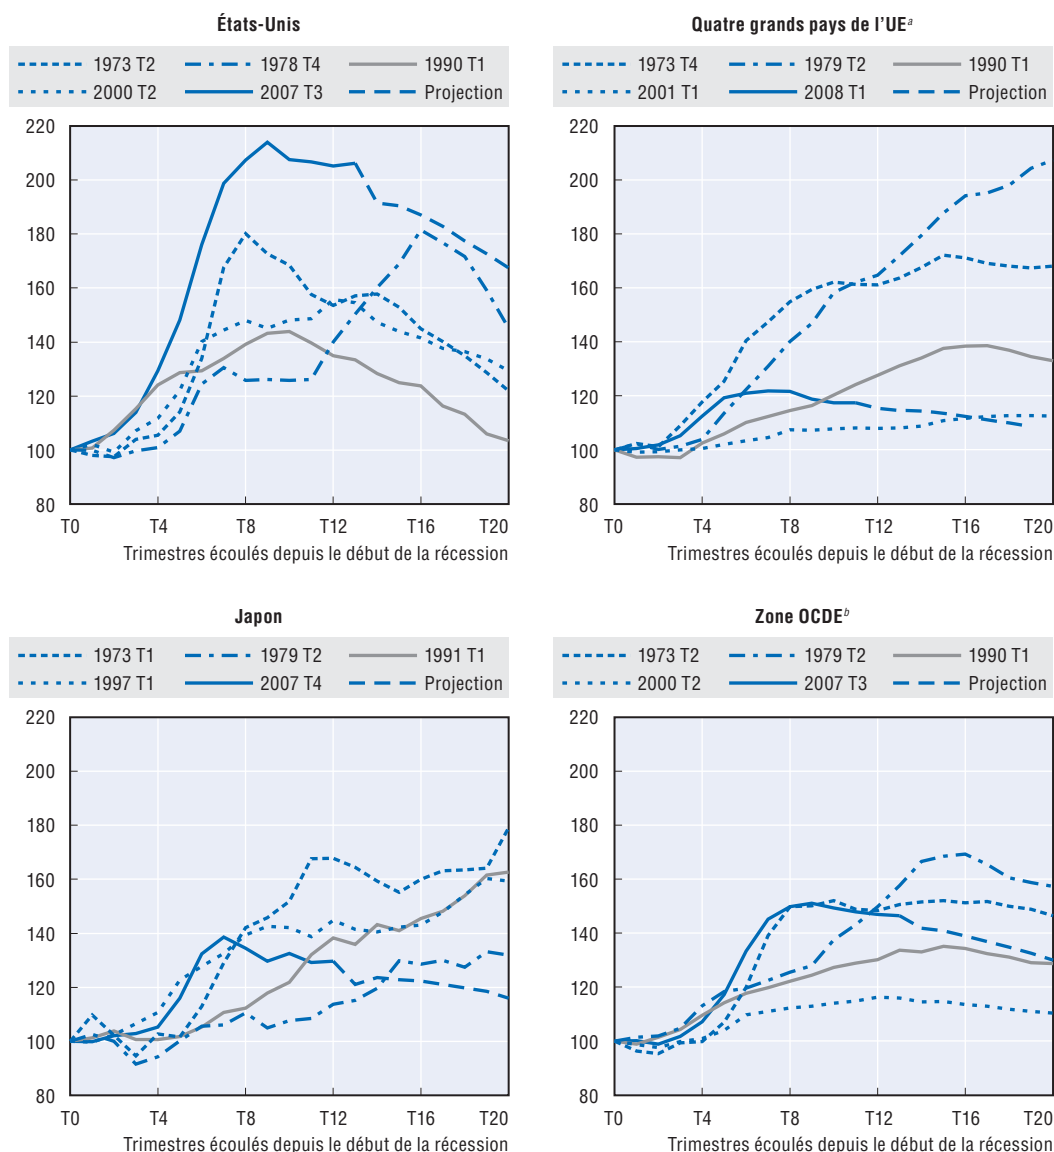 États-Unis
1973 T2 1978 T4 1990 T1
2000 T2 2007 T3 Projection
220
200
180
160
140
120
100
80
T0 T4 T8 T12 T16 T20
Trimestres écoulés depuis le début de la récession
Quatre grands pays de l'UE a
1973 T4 1979 T2 1990 T1
2001 T1 2008 T1 Projection
220
200
180
160
140
120
100
80
T0 T4 T8 T12 T16 T20
Trimestres écoulés depuis le début de la récession
Japon
1973 T1 1979 T2 1991 T1
1997 T1 2007 T4 Projection
220
200
180
160
140
120
100
80
T0 T4 T8 T12 T16 T20
Trimestres écoulés depuis le début de la récession
Zone OCDE b
1973 T2 1979 T2 1990 T1
2000 T2 2007 T3 Projection
220
200
180
160
140
120
100
80
T0 T4 T8 T12 T16 T20
Trimestres écoulés depuis le début de la récession